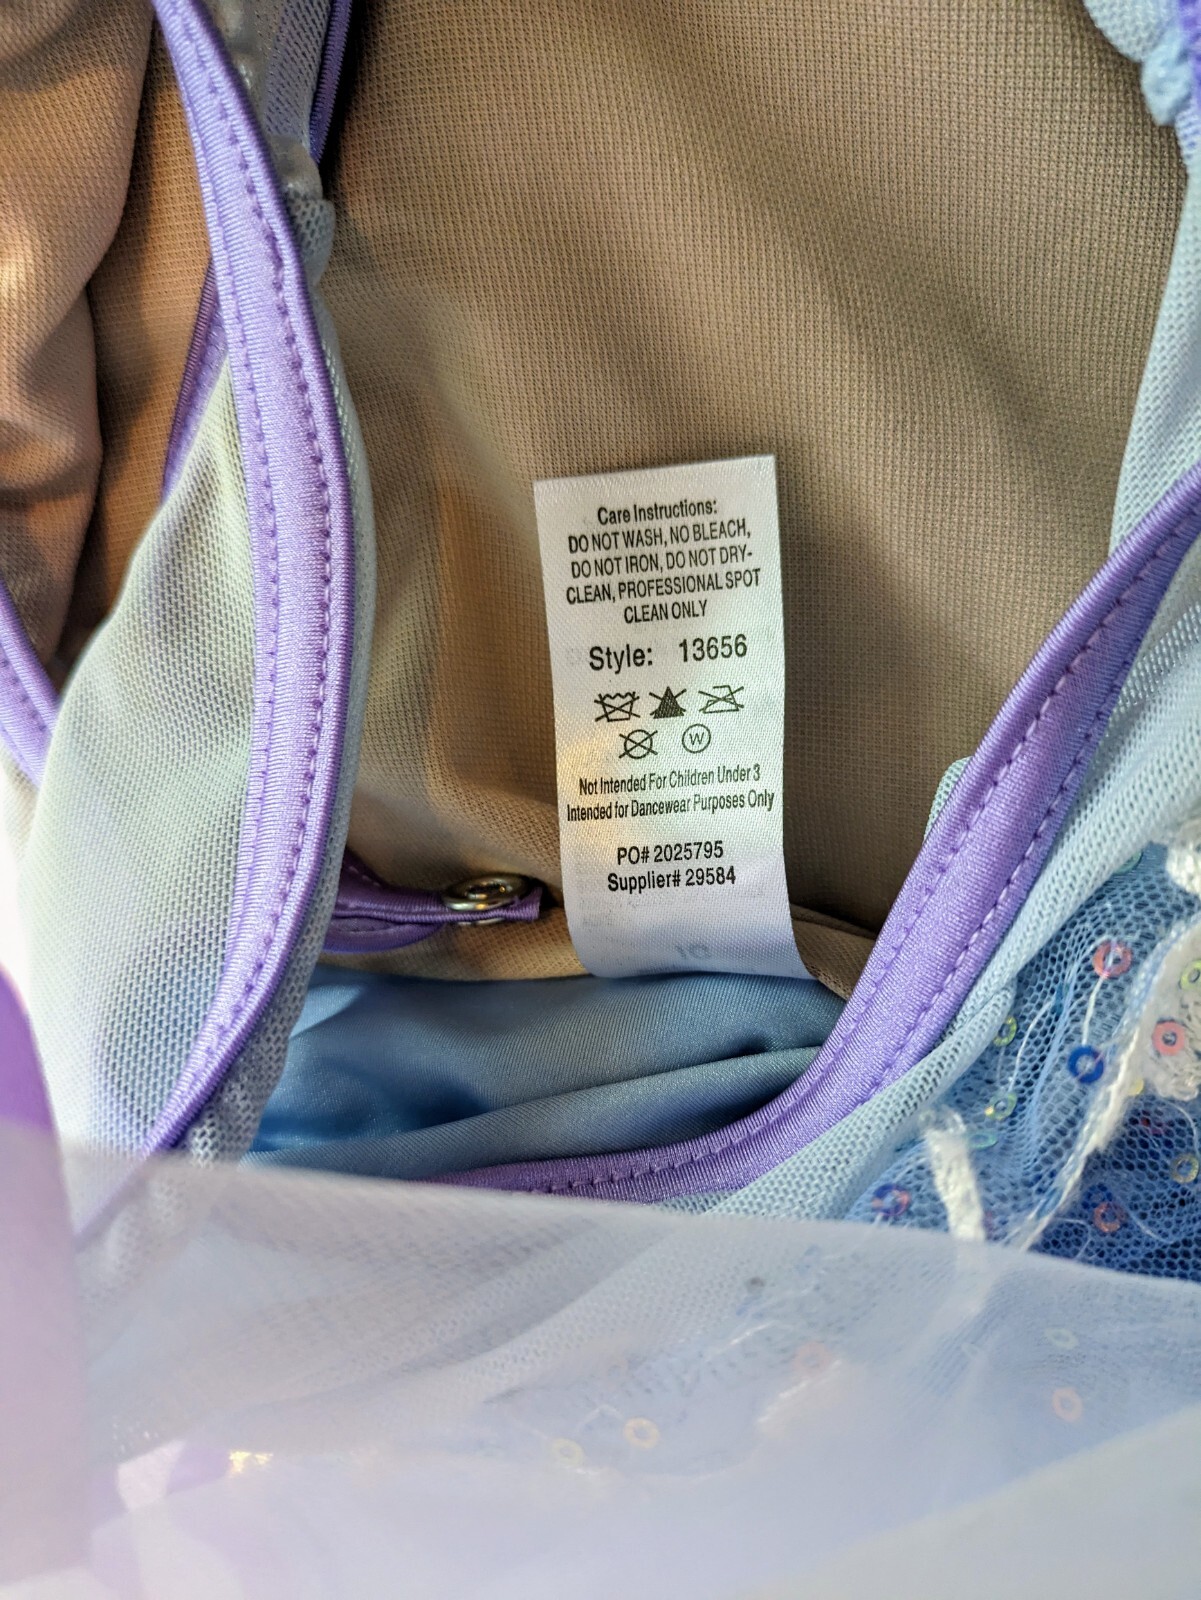 Care Instructions:
DO NOT WASH, NO BLEACH,
DO NOT IRON, DO NOT DRY-
CLEAN, PROFESSIONAL SPOT
CLEAN ONLY
Style: 13656
W
Not Intended For Children Under 3
Intended for Dancewear Purposes Only
PO# 2025795
Supplier# 29584